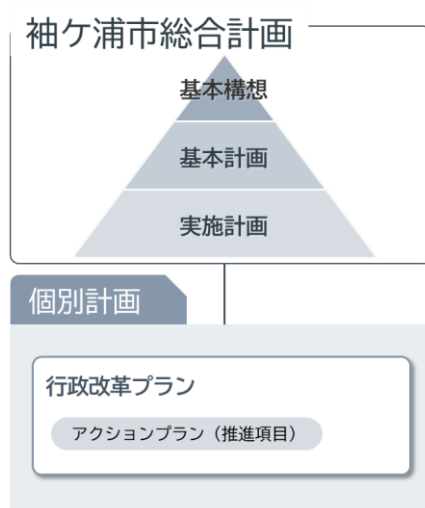 袖ケ浦市総合計画
基本構想
基本計画
実施計画
個別計画
行政改革プラン
アクションプラン（推進項目）